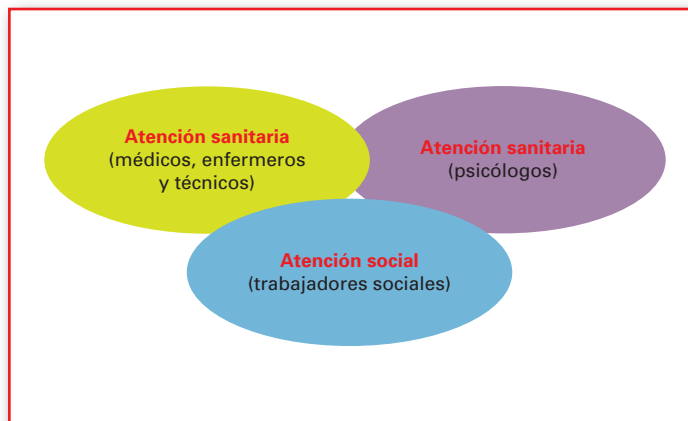 Atención sanitaria
(médicos, enfermeros
y técnicos)
Atención sanitaria
(psicólogos)
Atención social
(trabajadores sociales)